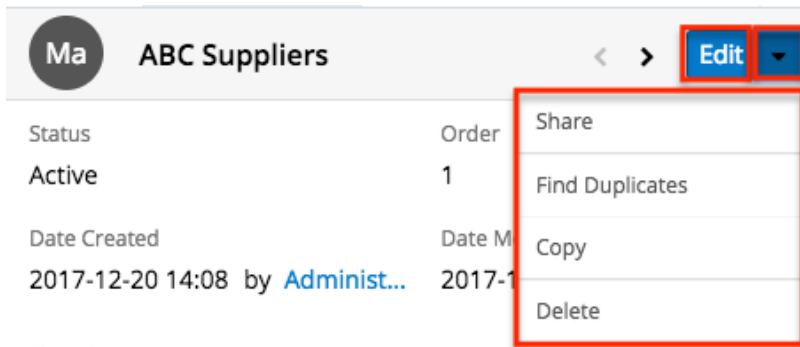 Ma ABC Suppliers Edit
Status Order Share
Active 1 Find Duplicates
Date Created Date M Copy
2017-12-20 14:08 by Administ... 2017-1
Delete